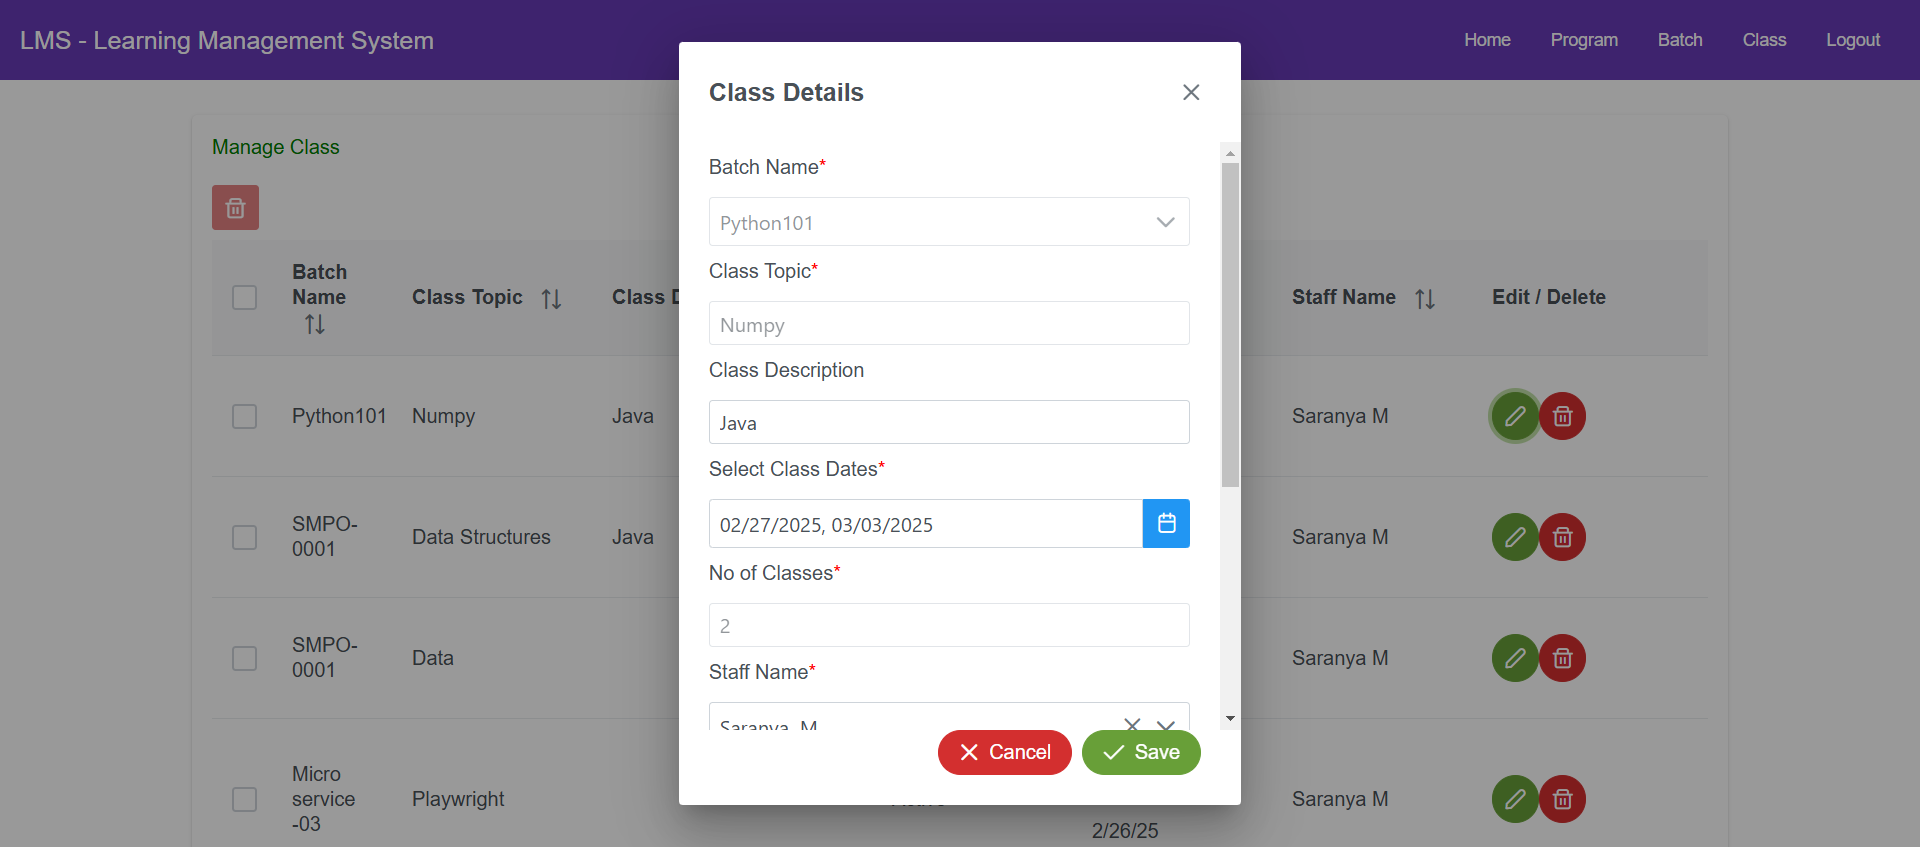 LMS - Learning Management System
Home
Program
Batch
Class
Logout
Manage Class
Batch Name
Class Topic
Class D
Staff Name
Edit / Delete
Python101
Numpy
Java
Saranya M
SMPO-
0001
Data Structures
Java
Saranya M
SMPO-
0001
Data
Saranya M
Micro
service
-03
Playwright
2/26/25
Saranya M
Class Details
Batch Name*
Python101
Class Topic*
Numpy
Class Description
Java
Select Class Dates*
02/27/2025, 03/03/2025
No of Classes*
2
Staff Name*
Saranya M
Cancel
Save